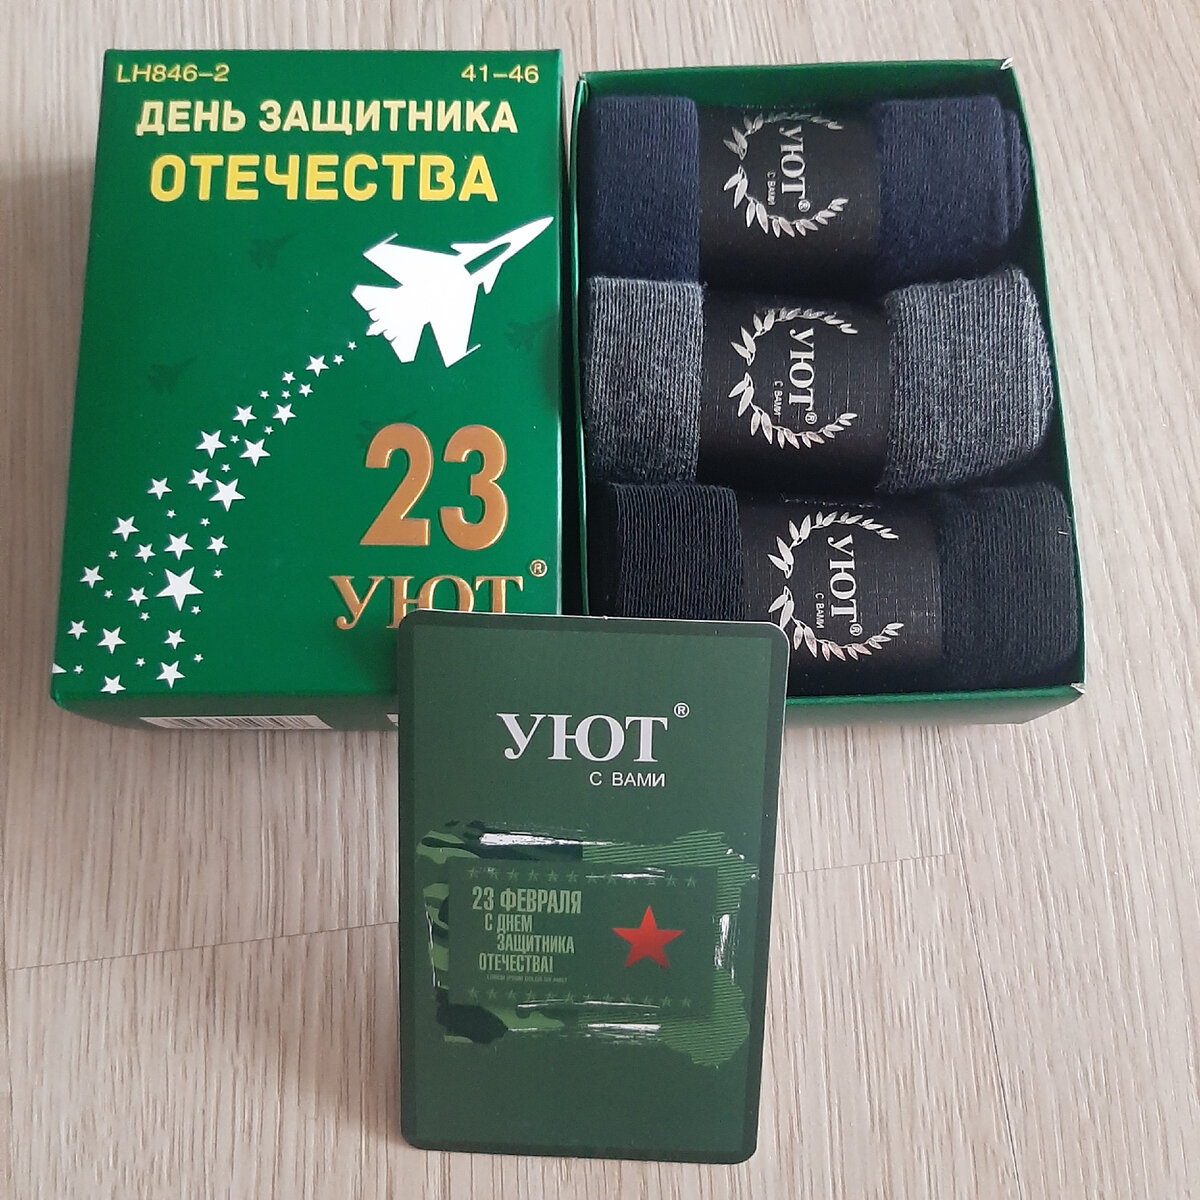 LH846-2 41-46
ДЕНЬ ЗАЩИТНИКА
ОТЕЧЕСТВА
23
УЮТ®
УЮТ®
С ВАМИ
УЮТ®
С ВАМИ
УЮТ®
С ВАМИ
УЮТ®
С ВАМИ
23 ФЕВРАЛЯ
С ДНЕМ
ЗАЩИТНИКА
ОТЕЧЕСТВА!